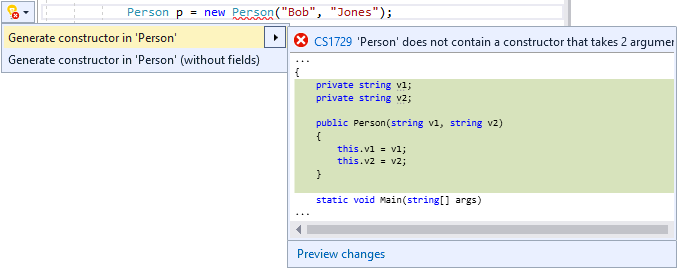 Person p = new Person("Bob", "Jones");
Generate constructor in 'Person'
Generate constructor in 'Person' (without fields)
CS1729 'Person' does not contain a constructor that takes 2 argumen
...
{
private string v1;
private string v2;
public Person(string v1, string v2)
{
this.v1 = v1;
this.v2 = v2;
}
static void Main(string[] args)
...
Preview changes